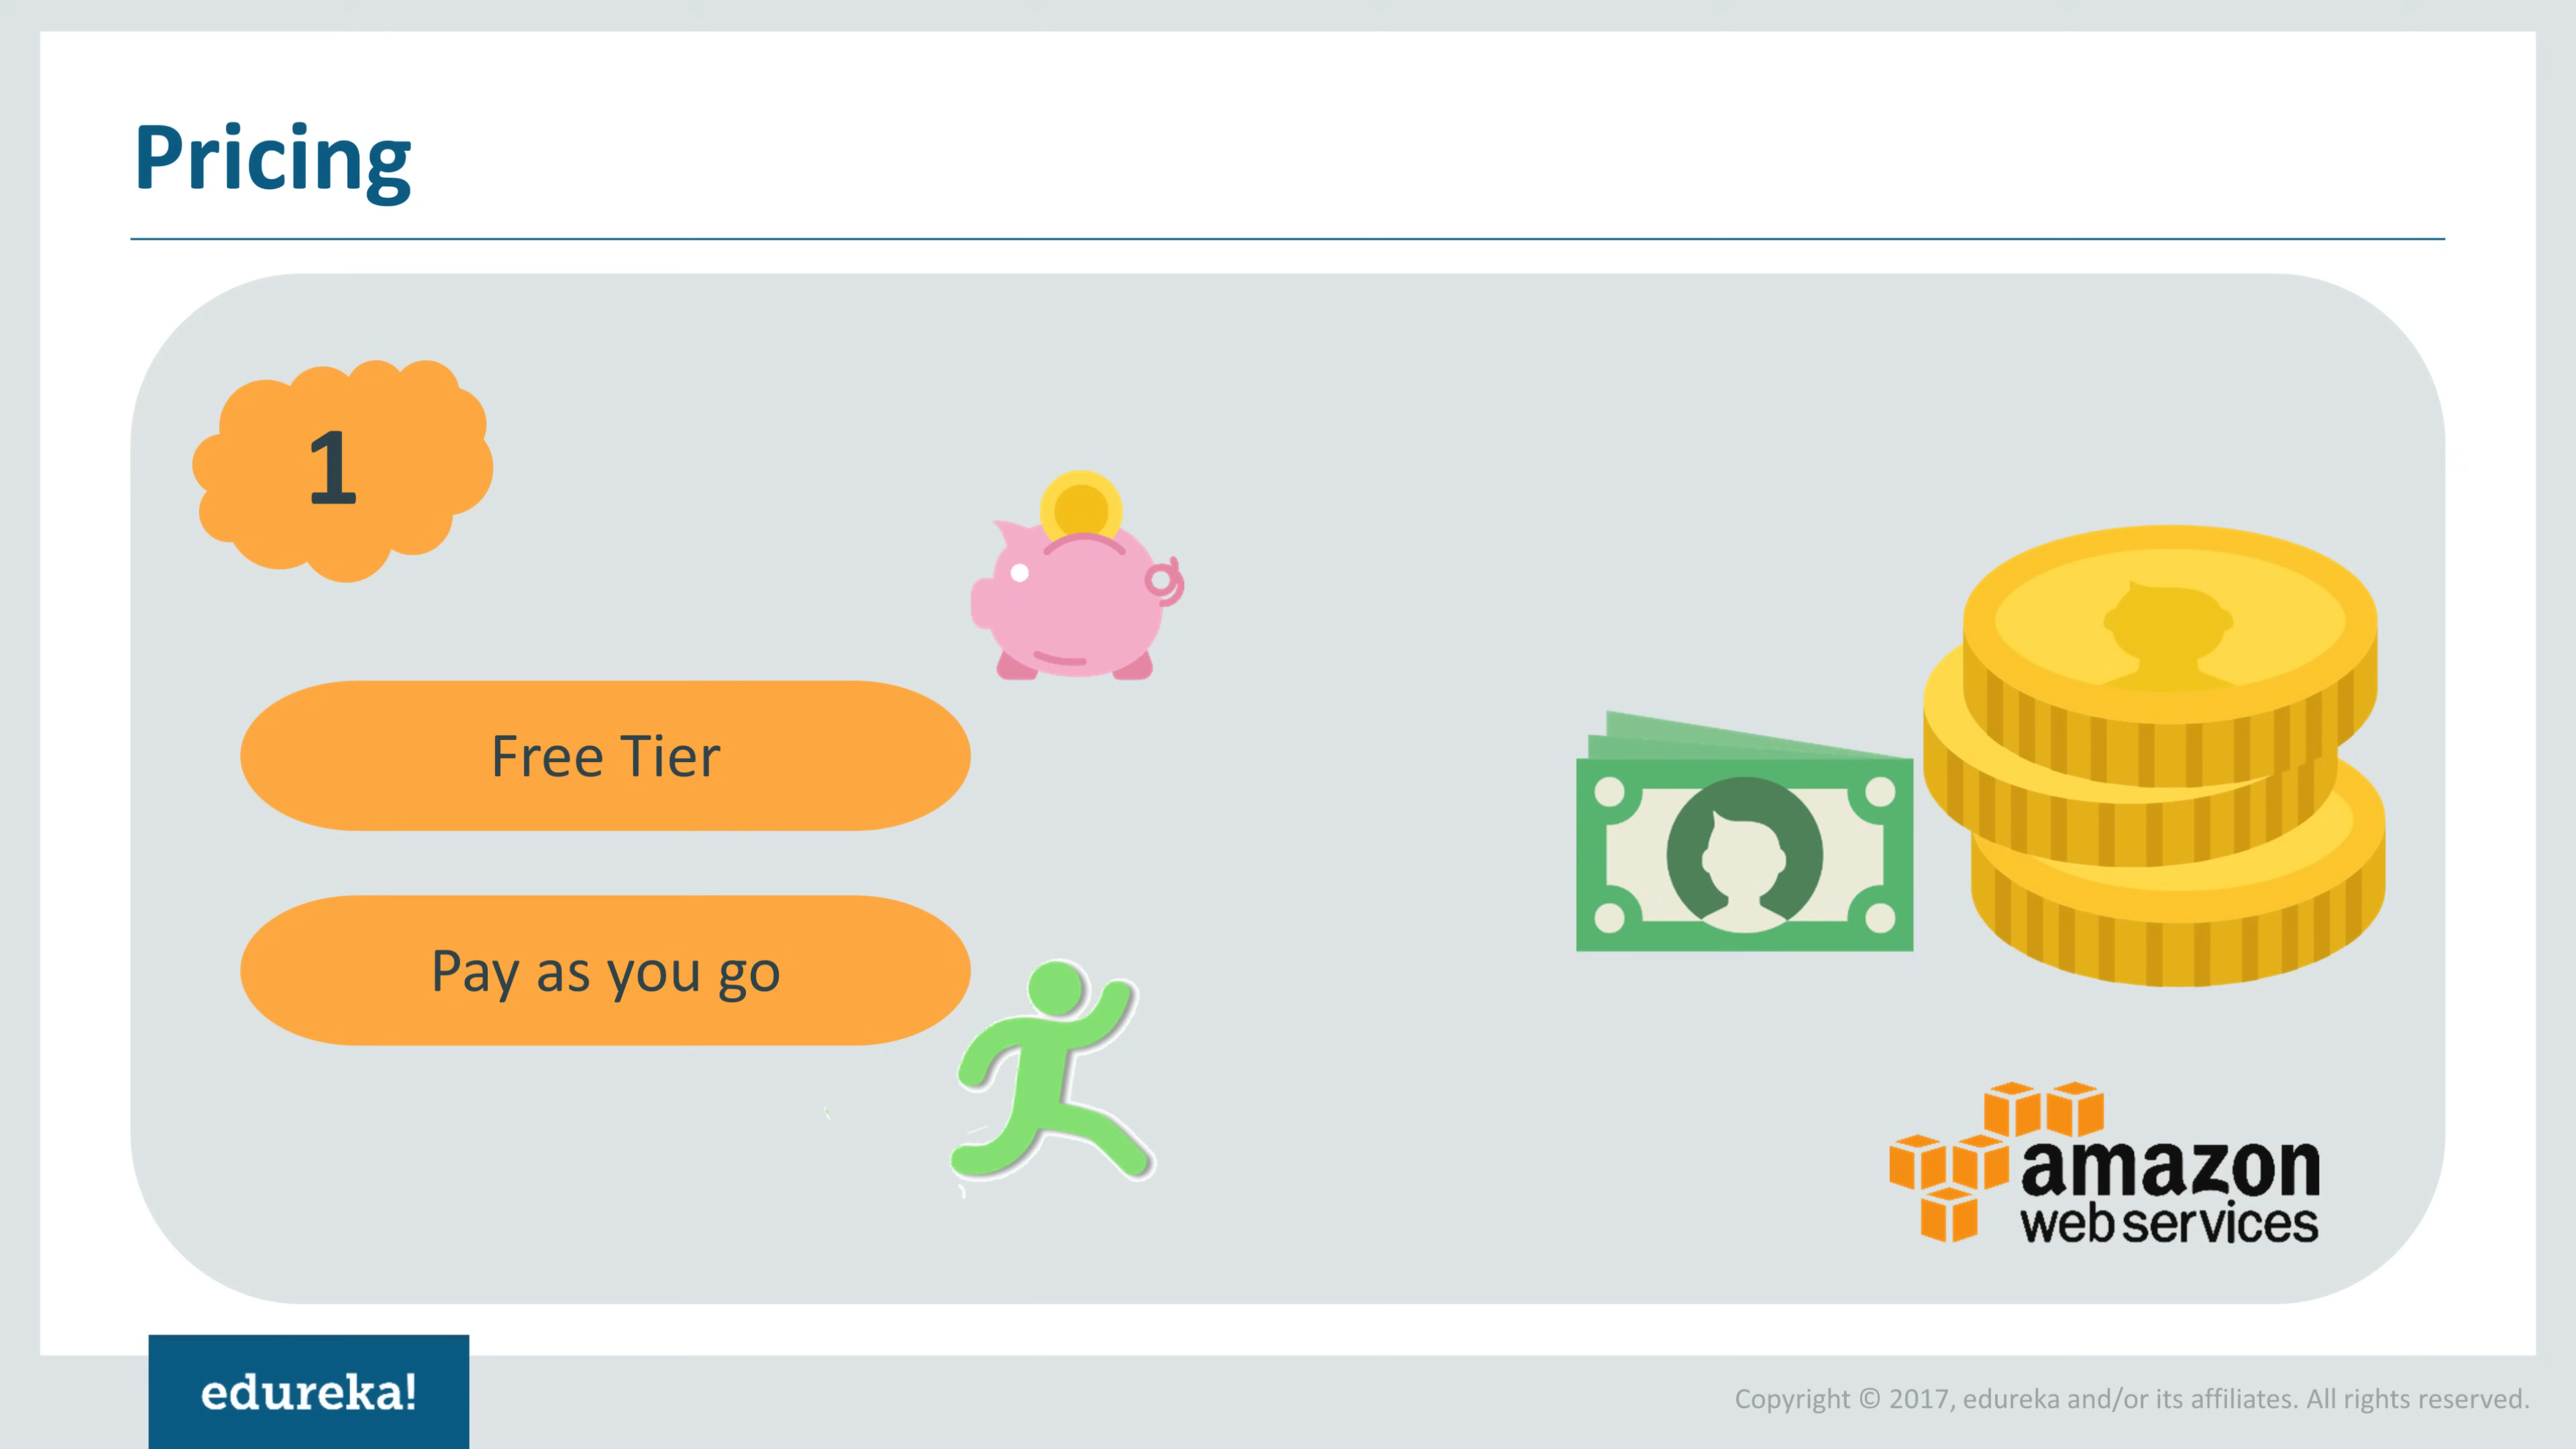 Pricing
1
Free Tier
Pay as you go
amazon
web services
edureka!
Copyright © 2017, edureka and/or its affiliates. All rights reserved.